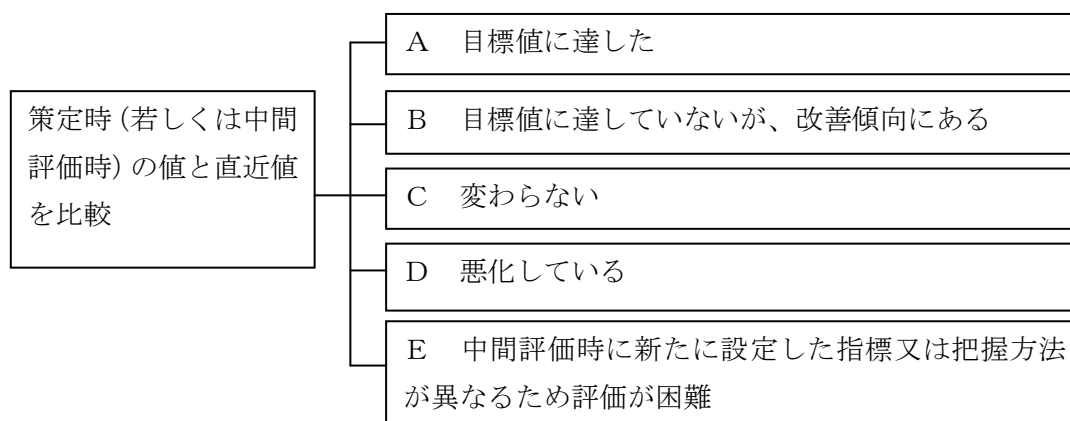 策定時（若しくは中間
評価時）の値と直近値
を比較
A　目標値に達した
B　目標値に達していないが、改善傾向にある
C　変わらない
D　悪化している
E　中間評価時に新たに設定した指標又は把握方法
が異なるため評価が困難